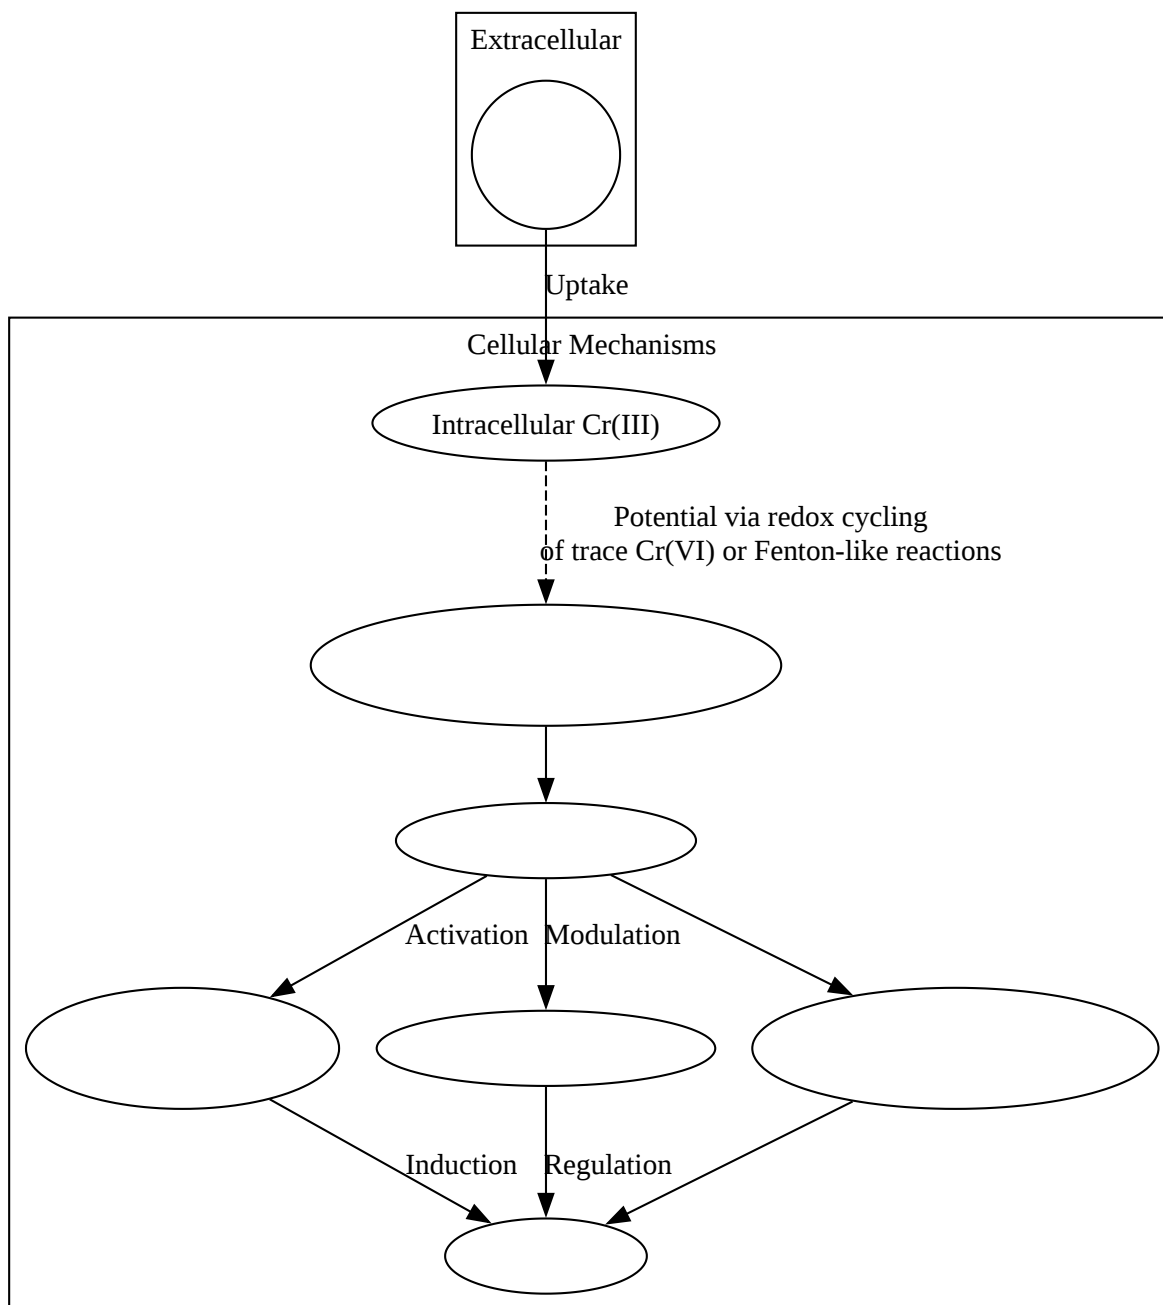 Extracellular
Uptake
Cellular Mechanisms
Intracellular Cr(III)
Potential via redox cycling
of trace Cr(VI) or Fenton-like reactions
Activation
Modulation
Induction
Regulation